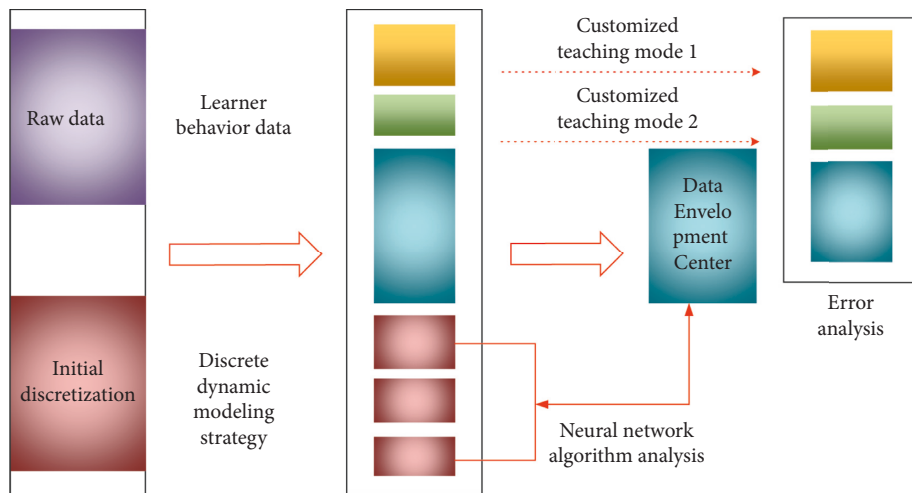 Raw data
Learner
behavior data
Initial
discretization
Discrete
dynamic
modeling
strategy
Customized
teaching mode 1
Customized
teaching mode 2
Data
Envelo
pment
Center
Neural network
algorithm analysis
Error
analysis